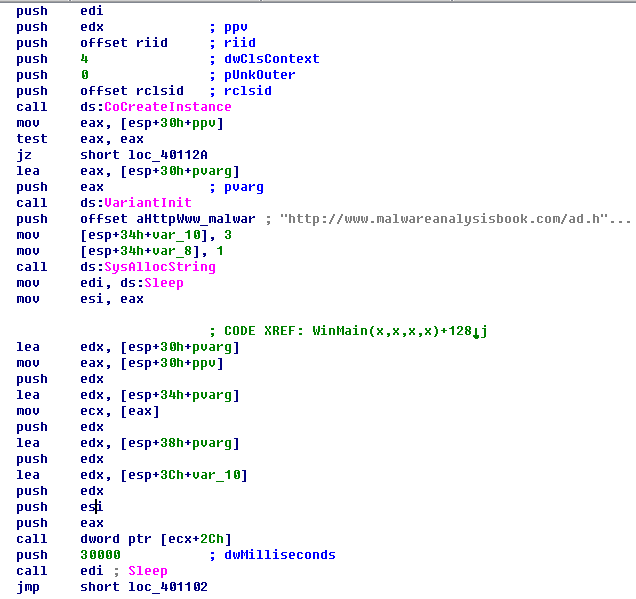 push edi
push edx ; ppv
push offset riid ; riid
push 4 ; dwClsContext
push 0 ; pUnkOuter
push offset rclsid ; rclsid
call ds:CoCreateInstance
mov eax, [esp+30h+ppv]
test eax, eax
jz short loc_40112A
lea eax, [esp+30h+pvarg]
push eax ; pvarg
call ds:VariantInit
push offset aHttpWww_malwar ; "http://www.malwareanalysisbook.com/ad.h"...
mov [esp+34h+var_10], 3
mov [esp+34h+var_8], 1
call ds:SysAllocString
mov edi, ds:Sleep
mov esi, eax
; CODE XREF: WinMain(x,x,x,x)+128↓j
lea edx, [esp+30h+pvarg]
mov eax, [esp+30h+ppv]
push edx
lea edx, [esp+34h+pvarg]
mov ecx, [eax]
push edx
lea edx, [esp+38h+pvarg]
push edx
lea edx, [esp+3Ch+var_10]
push edx
push esi
push eax
call dword ptr [ecx+2Ch]
push 30000 ; dwMilliseconds
call edi ; Sleep
jmp short loc_401102